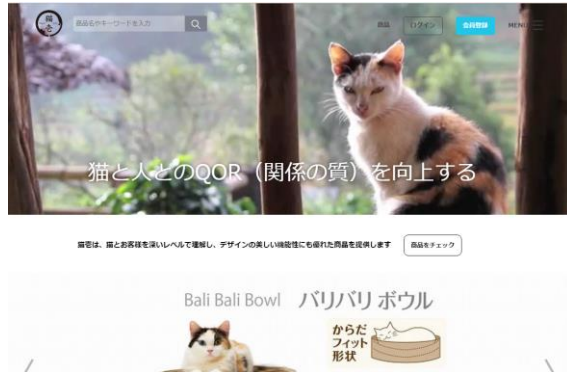 猫壱
商品名やキーワードを入力
商品
ログイン
会員登録
MENU
猫と人とのQOR（関係の質）を向上する
猫壱は、猫とお客様を深いレベルで理解し、デザインの美しい機能性にも優れた商品を提供します
商品をチェック
Bali Bali Bowl バリバリ ボウル
からだ
フィット
形状